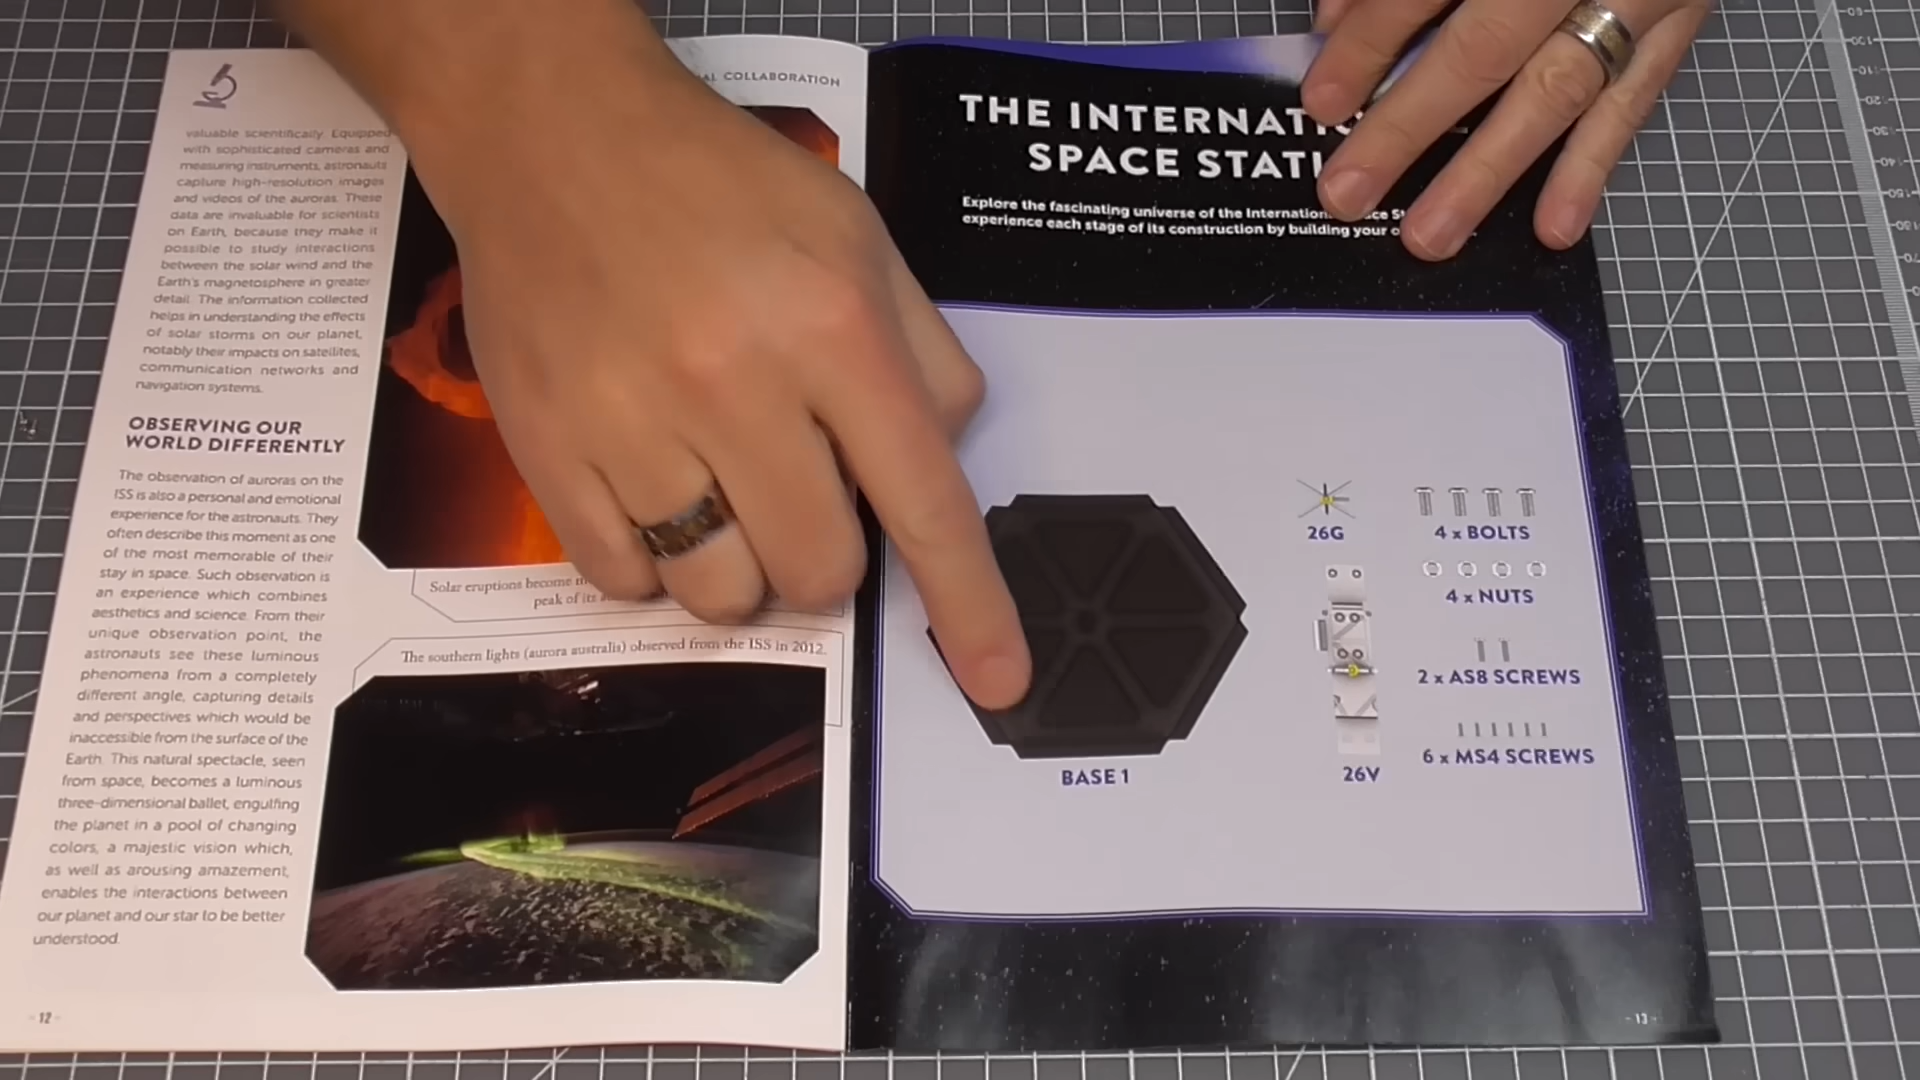 valuable scientifically. Equipped
with sophisticated cameras and
measuring instruments, astronauts
capture high-resolution images
and videos of the auroras. These
data are invaluable for scientists
on Earth, because they make it
possible to study interactions
between the solar wind and the
Earth's magnetosphere in greater
detail. The information collected
helps in understanding the effects
of solar storms on our planet,
notably their impacts on satellites,
communication networks and
navigation systems.
OBSERVING OUR
WORLD DIFFERENTLY
The observation of auroras on the
ISS is also a personal and emotional
experience for the astronauts. They
often describe this moment as one
of the most memorable of their
stay in space. Such observation is
an experience which combines
aesthetics and science. From their
unique observation point, the
astronauts see these luminous
phenomena from a completely
different angle, capturing details
and perspectives which would be
inaccessible from the surface of the
Earth. This natural spectacle, seen
from space, becomes a luminous
three-dimensional ballet, engulfing
the planet in a pool of changing
colors, a majestic vision which,
as well as arousing amazement,
enables the interactions between
our planet and our star to be better
understood.
- 12 -
COLLABORATION
Solar eruptions become
peak of its
The southern lights (aurora australis) observed from the ISS in 2012.
THE
SPACE
Explore the fascinating universe of the
experience each stage of its construction by building your
BASE 1
26G
26V
4 x BOLTS
4 x NUTS
2 x AS8 SCREWS
6 x MS4 SCREWS
- 13 -